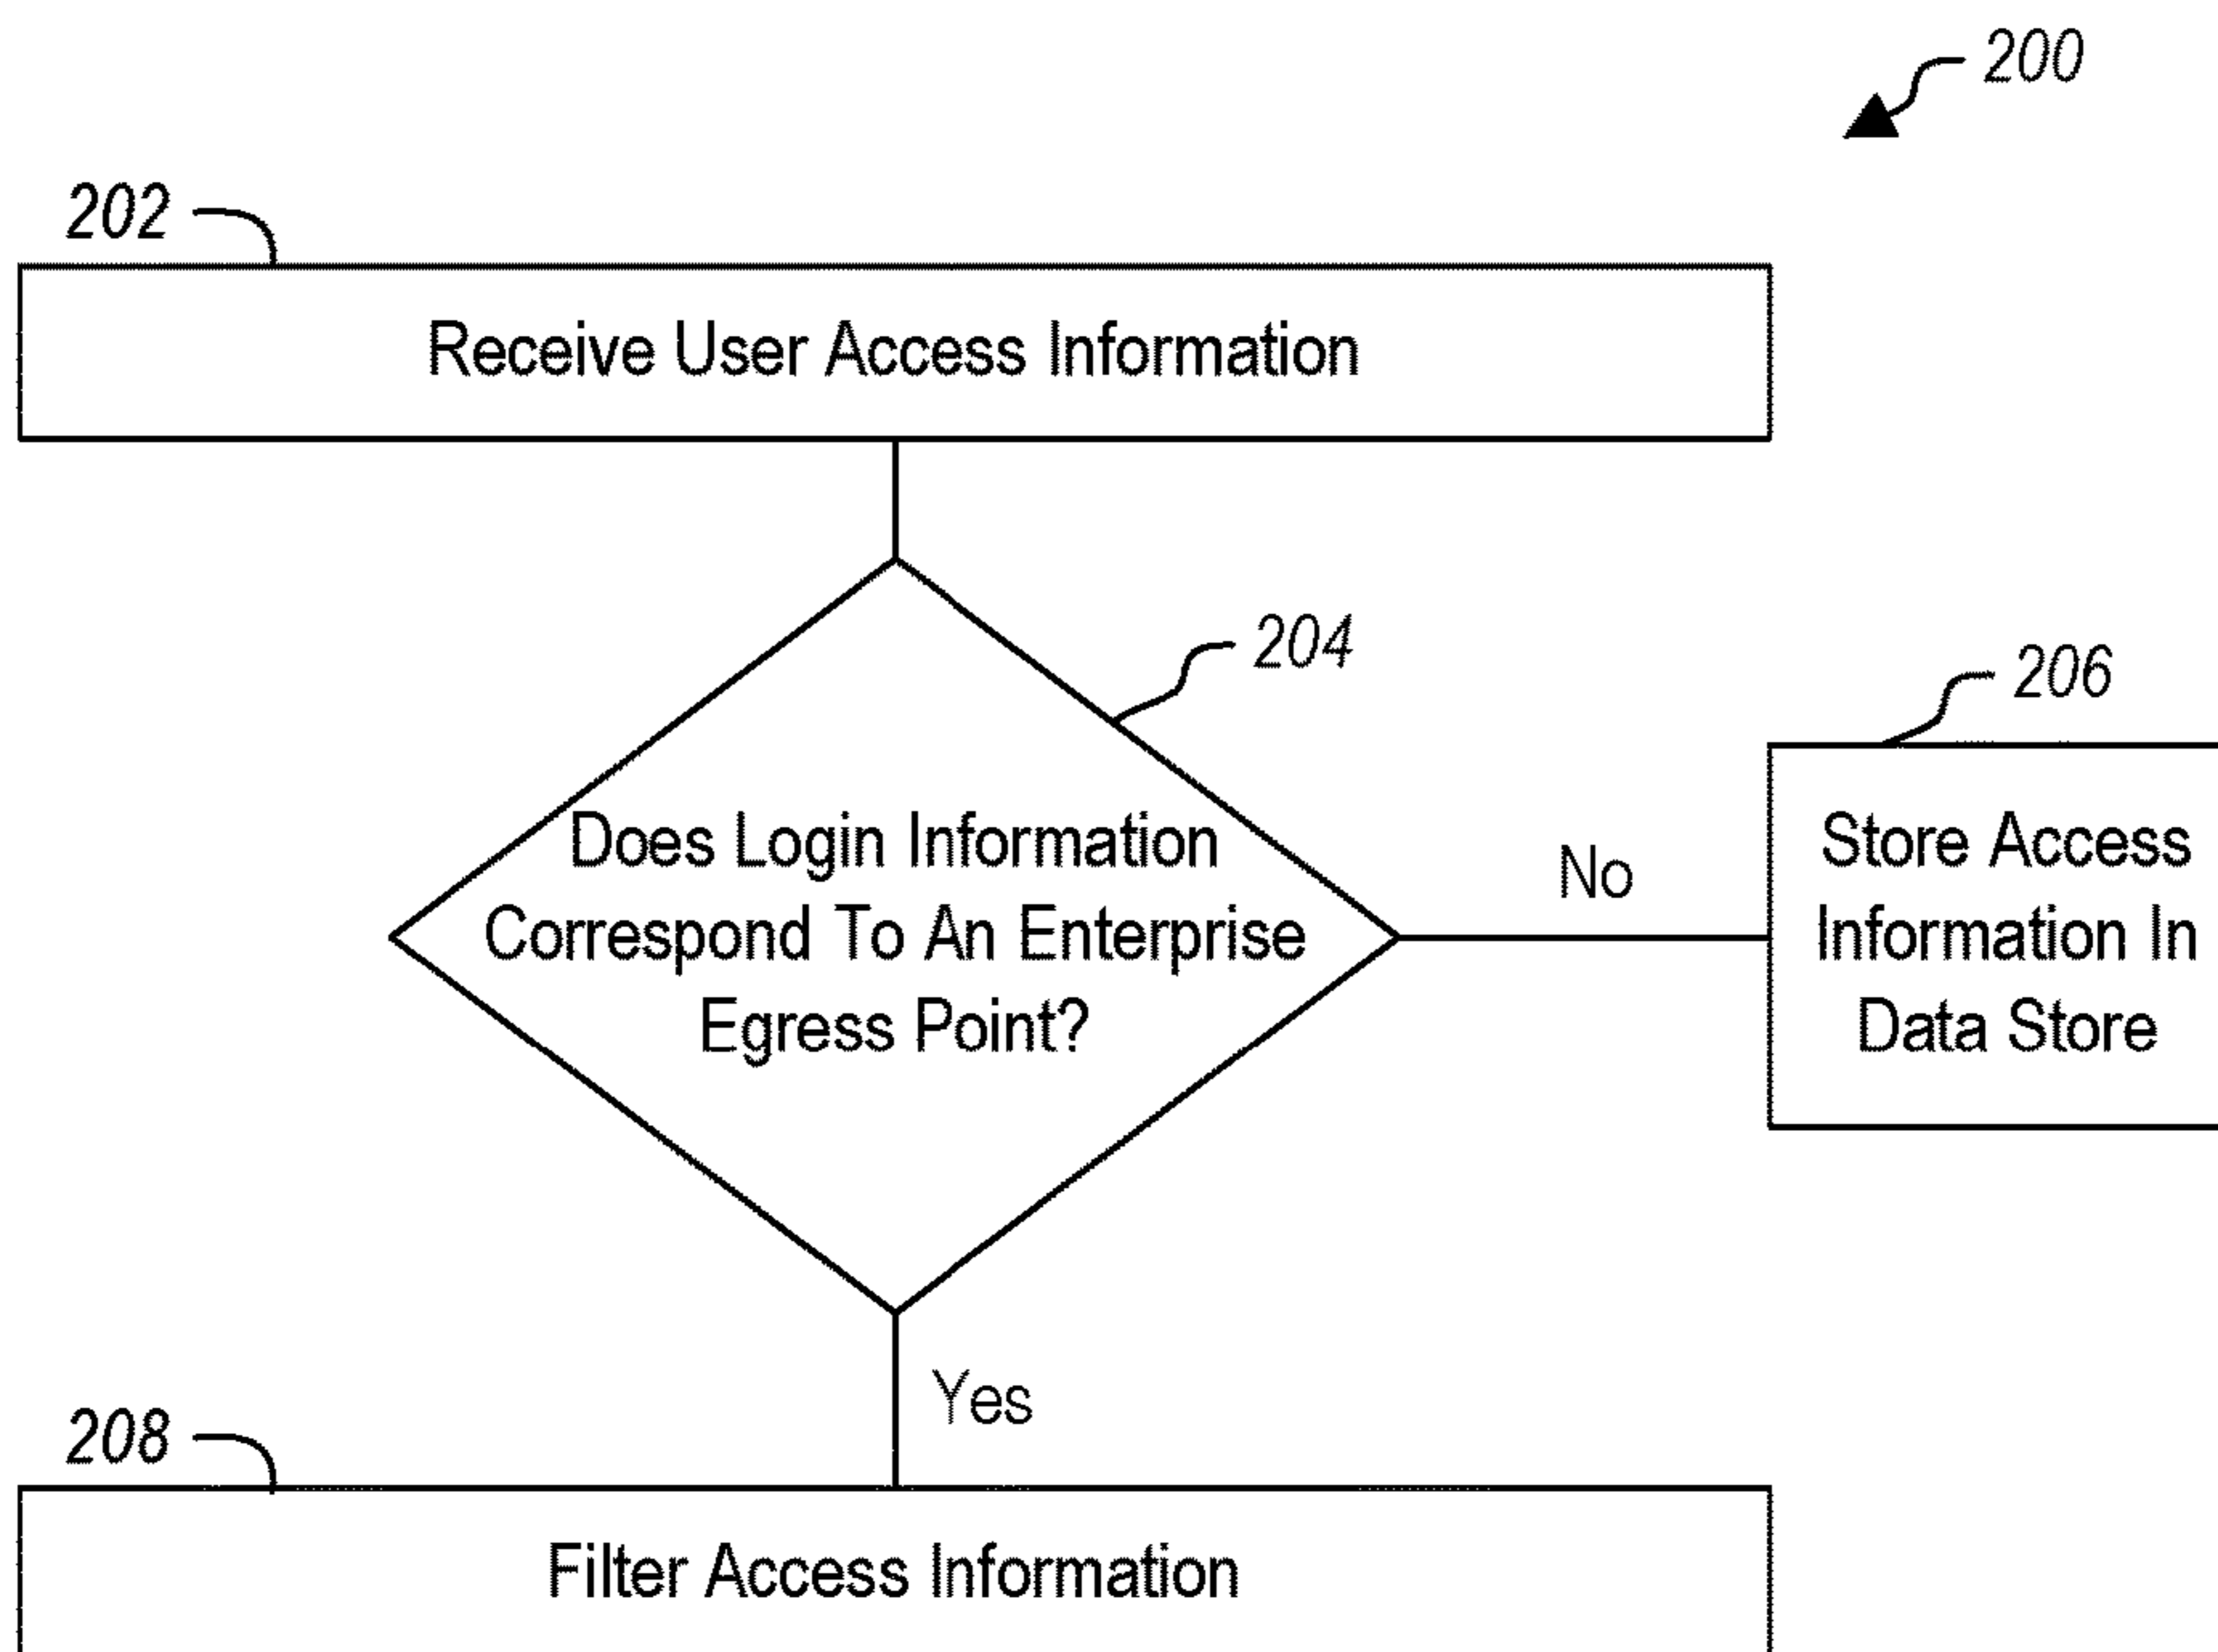 200
202
Receive User Access Information
204
206
Does Login Information
Correspond To An Enterprise
Egress Point?
No
Store Access
Information In
Data Store
Yes
208
Filter Access Information